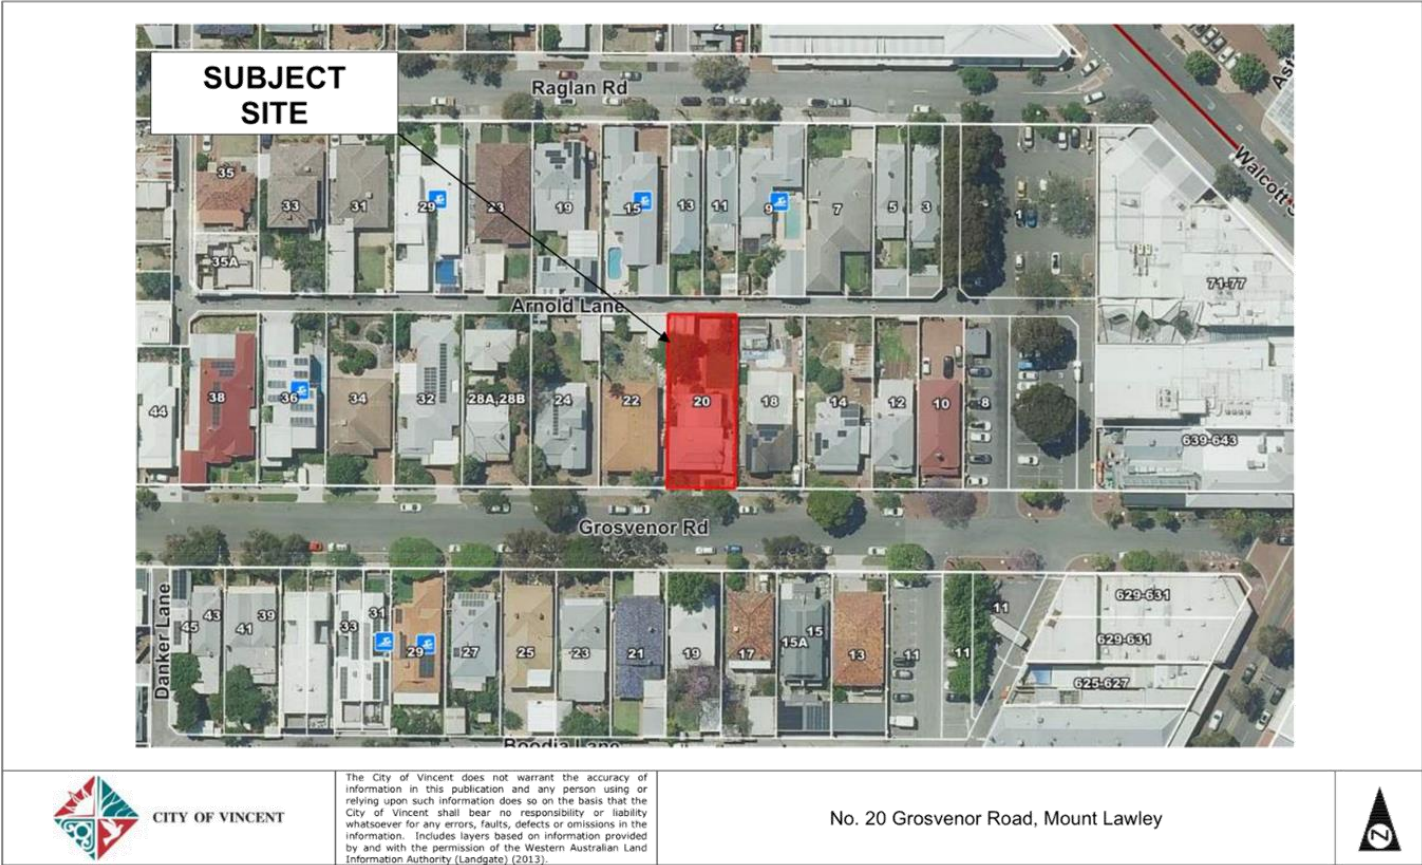 2
SUBJECT
SITE
Raglan Rd
Walcott S
35
33
31
29
23
19
15
13
11
9
7
5
3
1
35A
71-77
Arnold Lane
44
38
36
34
32
28A,28B
24
22
20
18
14
12
10
8
639-643
Grosvenor Rd
Danker Lane
45
43
41
39
33
31
29
27
25
23
21
19
17
15A
15
13
11
11
11
629-631
629-631
625-627
Boodja Lane
CITY OF VINCENT
The City of Vincent does not warrant the accuracy of
information in this publication and any person using or
relying upon such information does so on the basis that the
City of Vincent shall bear no responsibility or liability
whatsoever for any errors, faults, defects or omissions in the
information. Includes layers based on information provided
by and with the permission of the Western Australian Land
Information Authority (Landgate) (2013).
No. 20 Grosvenor Road, Mount Lawley
N